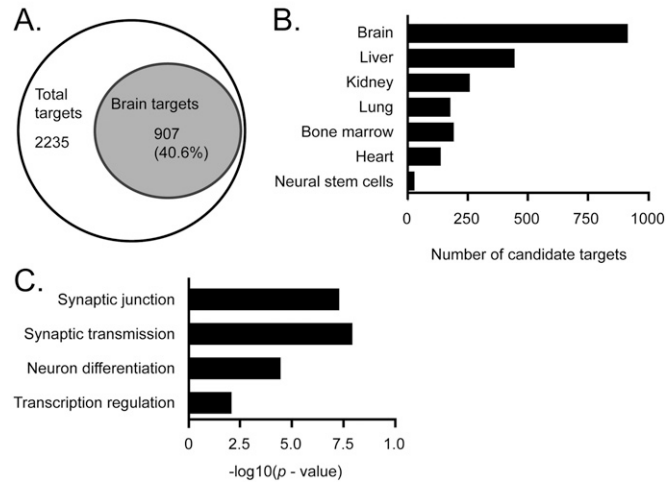 A.
Total
targets
2235
Brain targets
907
(40.6%)
B.
Brain
Liver
Kidney
Lung
Bone marrow
Heart
Neural stem cells
0 250 500 750 1000
Number of candidate targets
C.
Synaptic junction
Synaptic transmission
Neuron differentiation
Transcription regulation
0 2.5 5.0 7.5 1.0
-log10(p - value)